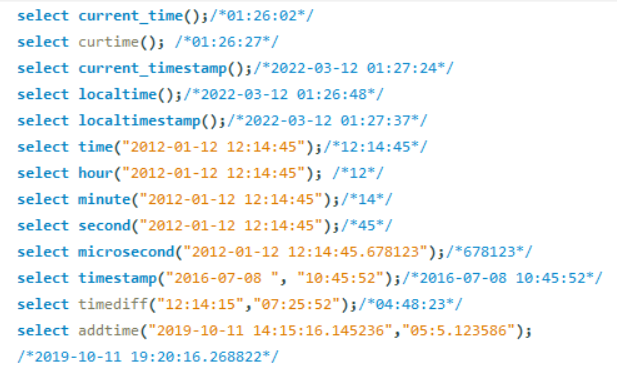 select current_time();/*01:26:02*/
select curtime(); /*01:26:27*/
select current_timestamp();/*2022-03-12 01:27:24*/
select localtime();/*2022-03-12 01:26:48*/
select localtimestamp();/*2022-03-12 01:27:37*/
select time("2012-01-12 12:14:45");/*12:14:45*/
select hour("2012-01-12 12:14:45"); /*12*/
select minute("2012-01-12 12:14:45");/*14*/
select second("2012-01-12 12:14:45");/*45*/
select microsecond("2012-01-12 12:14:45.678123");/*678123*/
select timestamp("2016-07-08 ", "10:45:52");/*2016-07-08 10:45:52*/
select timediff("12:14:15","07:25:52");/*04:48:23*/
select addtime("2019-10-11 14:15:16.145236","05:5.123586");
/*2019-10-11 19:20:16.268822*/